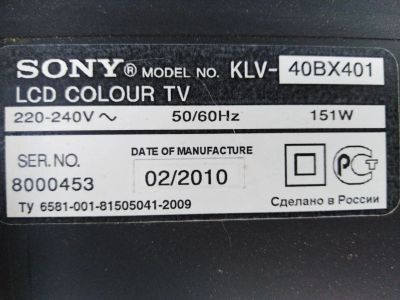 SONY® MODEL NO. KLV-40BX401
LCD COLOUR TV
220-240V ~ 50/60Hz 151W
SER.NO. DATE OF MANUFACTURE
8000453 02/2010
ТУ 6581-001-81505041-2009 Сделано в России